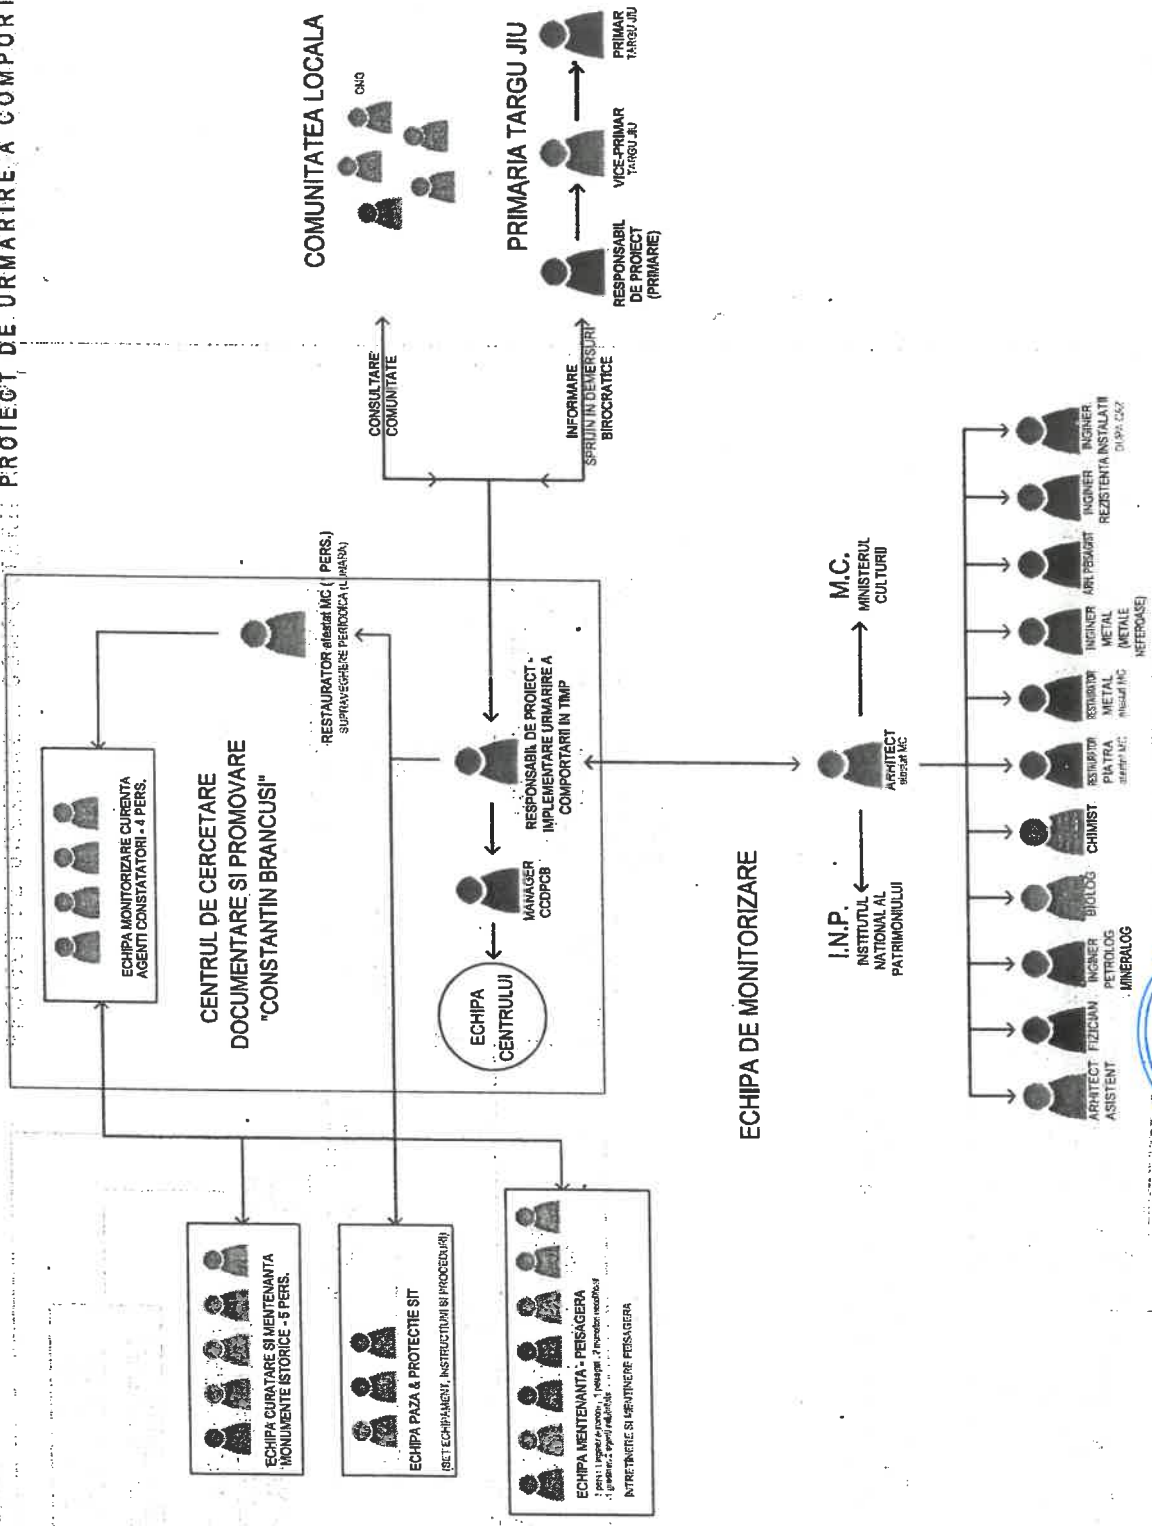 PROIECT DE URMARIRE A COMPORT
ECHIPA CURATARE SI MENTENANTA
MONUMENTE ISTORICE - 5 PERS.
ECHIPA PAZA & PROTECTIE SIT
(SET ECHIPAMENT, INSTRUCTIUNI SI PROCEDURI)
ECHIPA MENTENANTA - PEISAGERA
INTRETINERE SI MENTINERE PEISAGERA
ECHIPA MONITORIZARE CURENTA
AGENTI CONSTATATORI - 4 PERS.
CENTRUL DE CERCETARE
DOCUMENTARE SI PROMOVARE
"CONSTANTIN BRANCUSI"
RESTAURATOR atestat MC ( PERS.)
SUPRAVEGHERE PERIODICA (LUNARA)
ECHIPA
CENTRULUI
MANAGER
CCDPCB
RESPONSABIL DE PROIECT -
IMPLEMENTARE URMARIRE A
COMPORTARII IN TIMP
CONSULTARE
COMUNITATE
INFORMARE
SPRIJIN IN DEMERSURI
BIROCRATICE
COMUNITATEA LOCALA
ONG
PRIMARIA TARGU JIU
RESPONSABIL
DE PROIECT
(PRIMARIE)
VICE-PRIMAR
TARGU JIU
PRIMAR
TARGU JIU
ECHIPA DE MONITORIZARE
I.N.P.
INSTITUTUL
NATIONAL AL
PATRIMONIULUI
ARHITECT
atestat MC
M.C.
MINISTERUL
CULTURII
ARHITECT
ASISTENT
FIZICIAN
INGINER
PETROLOG
MINERALOG
BIOLOG
CHIMIST
RESTAURATOR
PIATRA
atestat MC
RESTAURATOR
METAL
atestat MC
INGINER
METAL
(METALE
NEFEROASE)
ARH. PEISAGIST
INGINER
REZISTENTA
INGINER
INSTALATII
DUPA CAZ